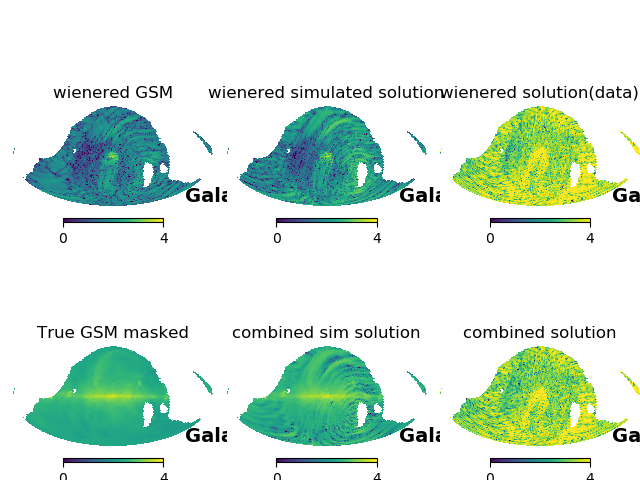 wienered GSM
wienered simulated solution
wienered solution(data)
Gala
Gala
Ga
0 4
0 4
0 4
True GSM masked
combined sim solution
combined solution
Gala
Gala
Ga
0 4
0 4
0 4